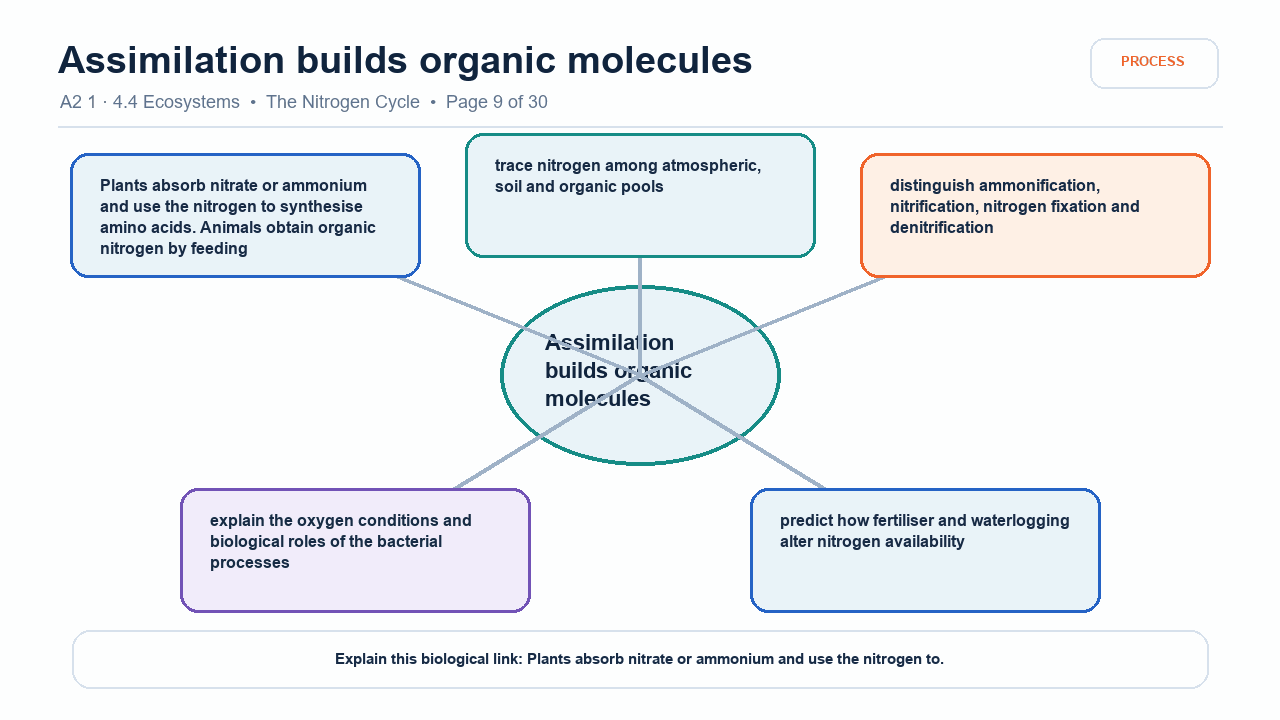 Assimilation builds organic molecules
PROCESS
A2 1 · 4.4 Ecosystems • The Nitrogen Cycle • Page 9 of 30
Plants absorb nitrate or ammonium
and use the nitrogen to synthesise
amino acids. Animals obtain organic
nitrogen by feeding
trace nitrogen among atmospheric,
soil and organic pools
distinguish ammonification,
nitrification, nitrogen fixation and
denitrification
Assimilation
builds organic
molecules
explain the oxygen conditions and
biological roles of the bacterial
processes
predict how fertiliser and waterlogging
alter nitrogen availability
Explain this biological link: Plants absorb nitrate or ammonium and use the nitrogen to.